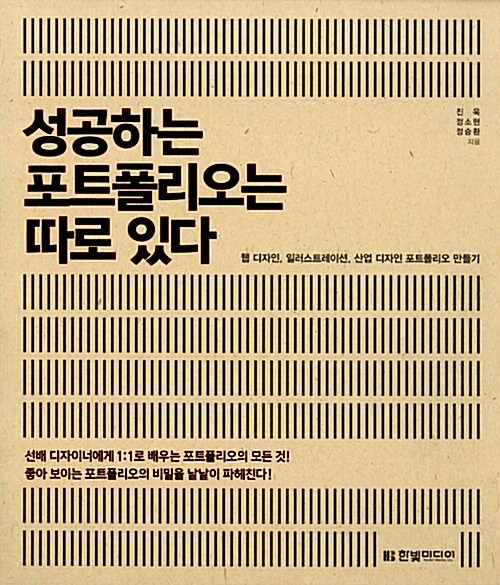 진 욱
정소현
정승환
지음
성공하는
포트폴리오는
따로 있다
웹 디자인, 일러스트레이션, 산업 디자인 포트폴리오 만들기
선배 디자이너에게 1:1로 배우는 포트폴리오의 모든 것!
좋아 보이는 포트폴리오의 비밀을 낱낱이 파헤친다!
한빛미디어